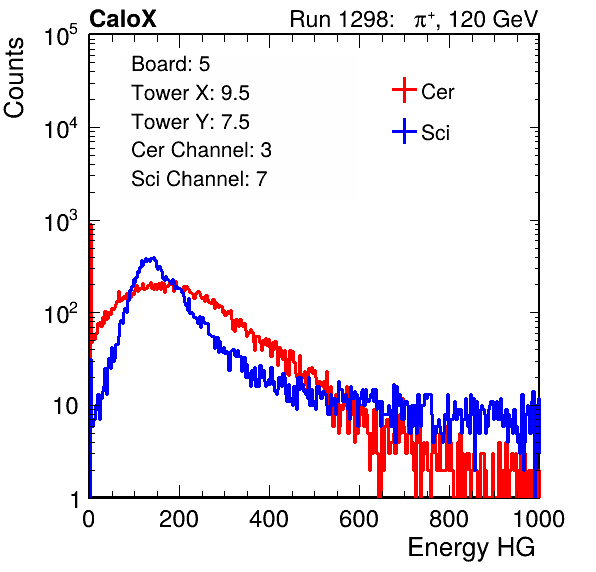 CaloX Run 1298: π⁺, 120 GeV
Counts
10⁵
10⁴
10³
10²
10
1
Board: 5
Tower X: 9.5
Tower Y: 7.5
Cer Channel: 3
Sci Channel: 7
Cer
Sci
0 200 400 600 800 1000
Energy HG